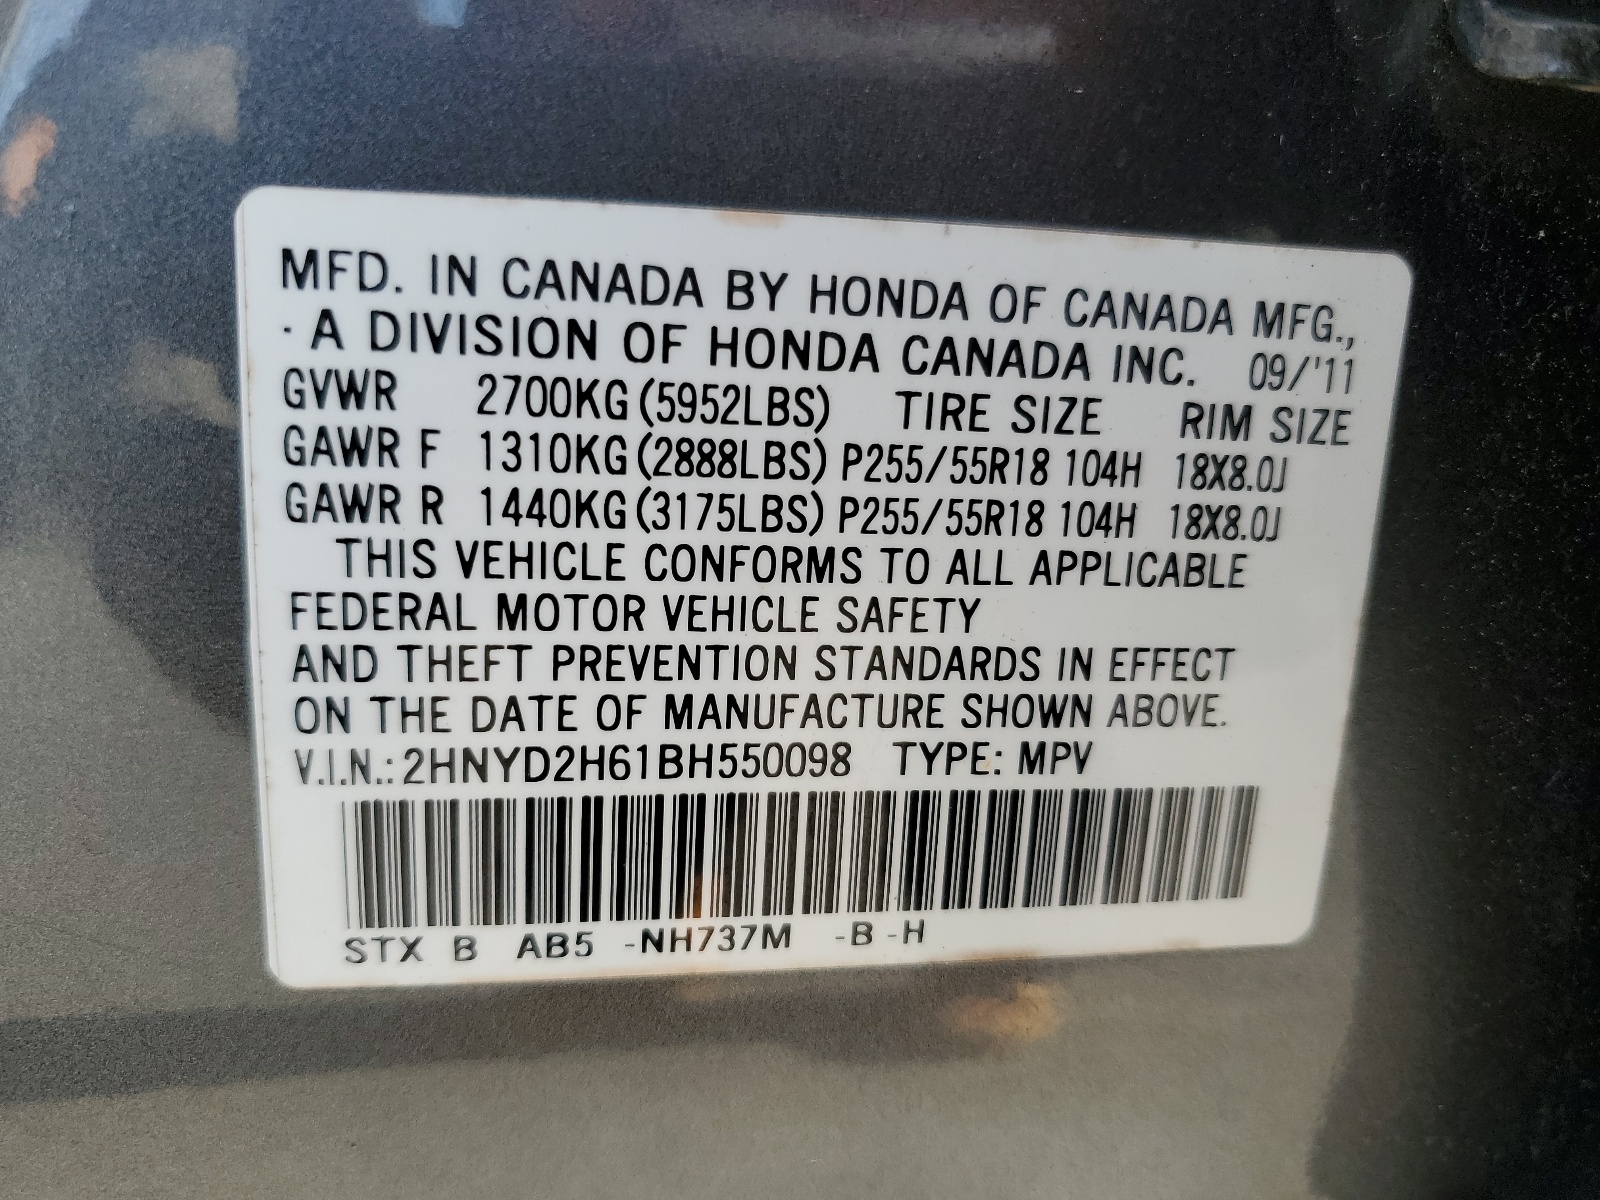 MFD. IN CANADA BY HONDA OF CANADA MFG.,
· A DIVISION OF HONDA CANADA INC. 09/'11
GVWR 2700KG (5952LBS) TIRE SIZE RIM SIZE
GAWR F 1310KG (2888LBS) P255/55R18 104H 18X8.0J
GAWR R 1440KG (3175LBS) P255/55R18 104H 18X8.0J
THIS VEHICLE CONFORMS TO ALL APPLICABLE
FEDERAL MOTOR VEHICLE SAFETY
AND THEFT PREVENTION STANDARDS IN EFFECT
ON THE DATE OF MANUFACTURE SHOWN ABOVE.
V.I.N.: 2HNYD2H61BH550098 TYPE: MPV
STX B AB5 -NH737M -B -H